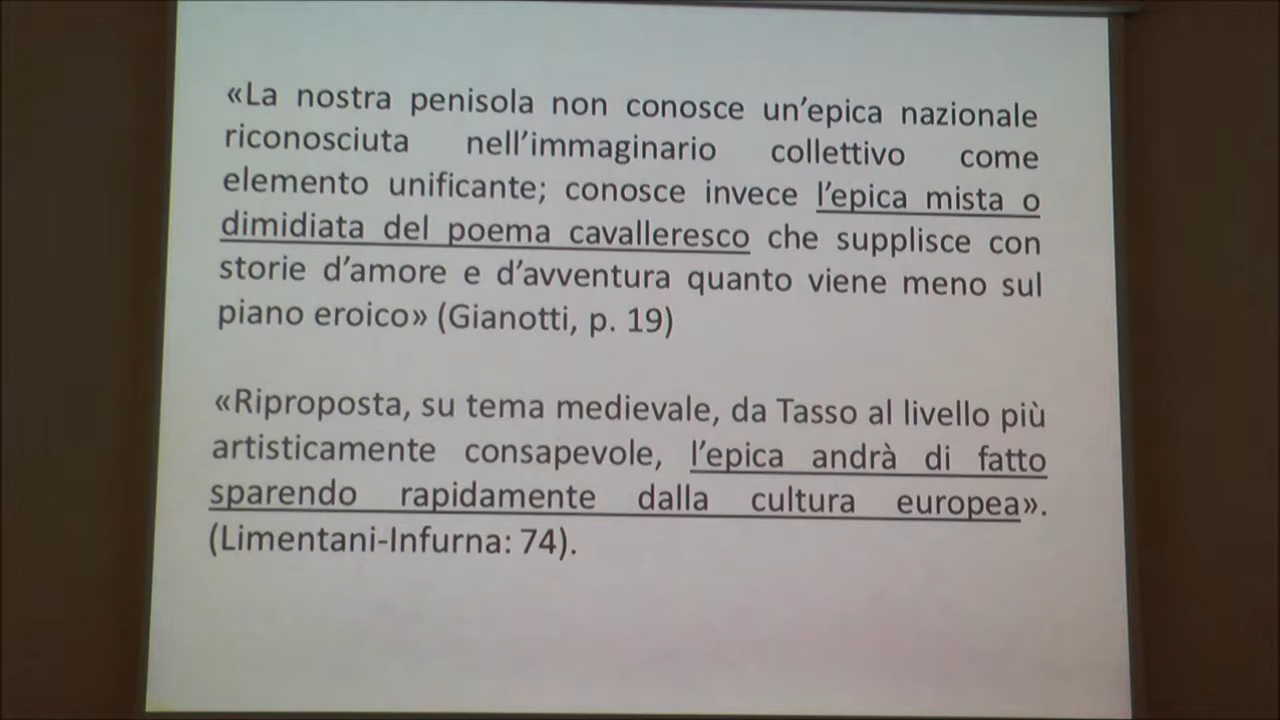 «La nostra penisola non conosce un'epica nazionale
riconosciuta nell'immaginario collettivo come
elemento unificante; conosce invece l'epica mista o
dimidiata del poema cavalleresco che supplisce con
storie d'amore e d'avventura quanto viene meno sul
piano eroico» (Gianotti, p. 19)
«Riproposta, su tema medievale, da Tasso al livello più
artisticamente consapevole, l'epica andrà di fatto
sparendo rapidamente dalla cultura europea».
(Limentani-Infurna: 74).